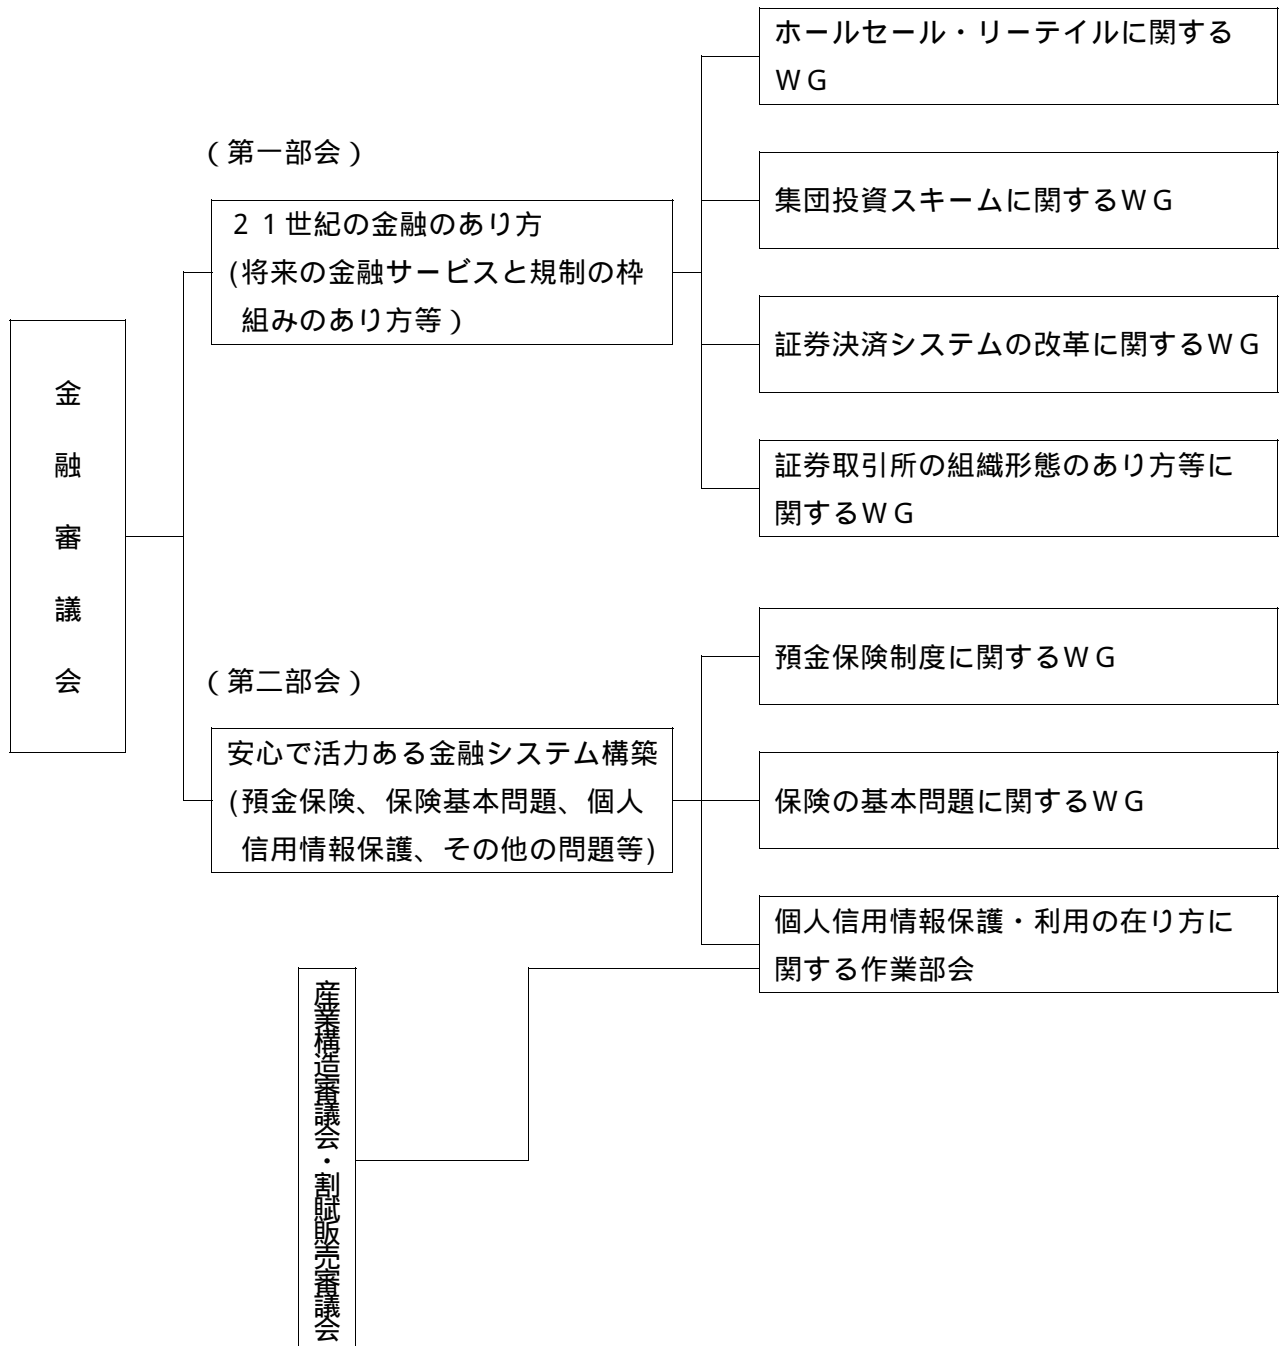 金融審議会
（第一部会）
２１世紀の金融のあり方
(将来の金融サービスと規制の枠
組みのあり方等）
ホールセール・リーテイルに関する
ＷＧ
集団投資スキームに関するＷＧ
証券決済システムの改革に関するＷＧ
証券取引所の組織形態のあり方等に
関するＷＧ
（第二部会）
安心で活力ある金融システム構築
(預金保険、保険基本問題、個人
信用情報保護、その他の問題等)
預金保険制度に関するＷＧ
保険の基本問題に関するＷＧ
個人信用情報保護・利用の在り方に
関する作業部会
産業構造審議会・割賦販売審議会